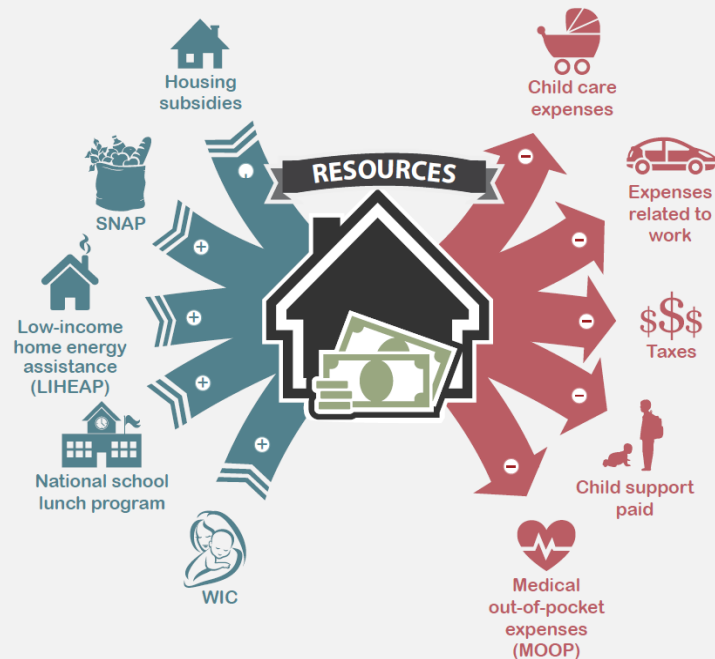 Housing
subsidies
SNAP
Low-income
home energy
assistance
(LIHEAP)
National school
lunch program
WIC
RESOURCES
Child care
expenses
Expenses
related to
work
$$$
Taxes
Child support
paid
Medical
out-of-pocket
expenses
(MOOP)